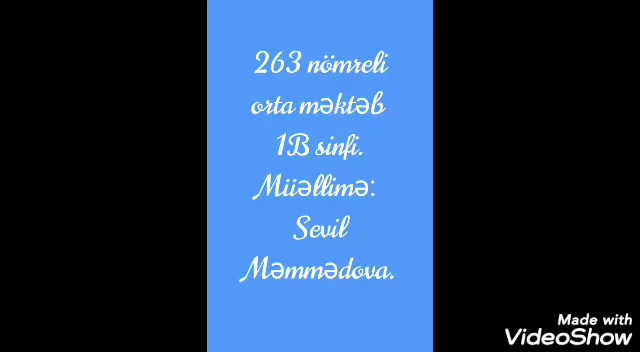 263 nömreli
orta məktəb
1B sinfi.
Müəllimə:
Sevil
Məmmədova.
Made with
VideoShow